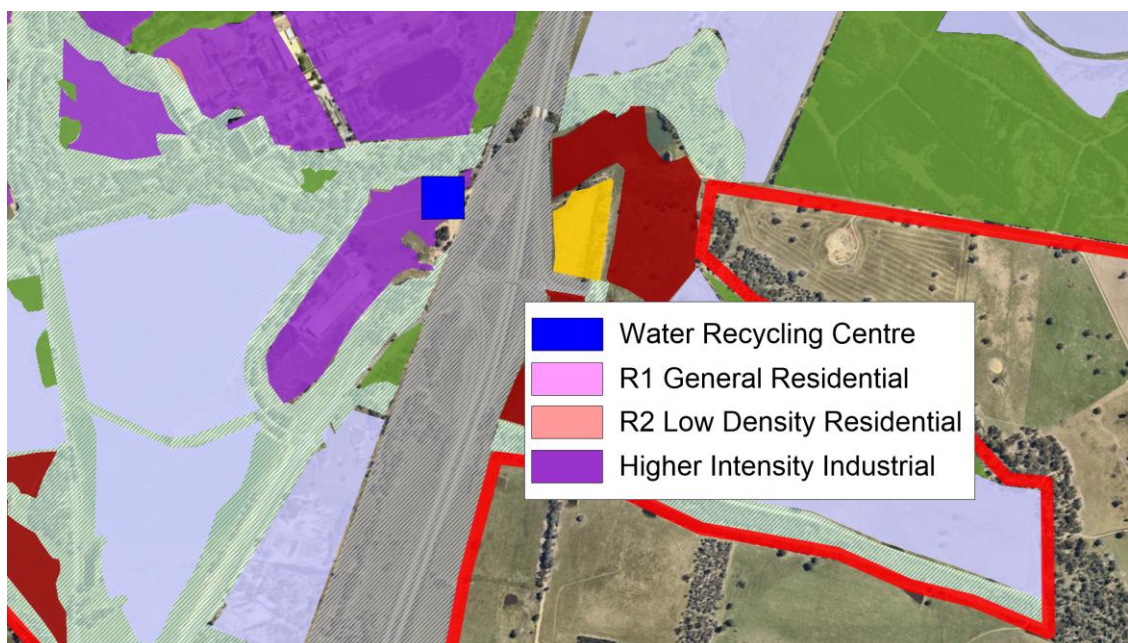 Water Recycling Centre
R1 General Residential
R2 Low Density Residential
Higher Intensity Industrial